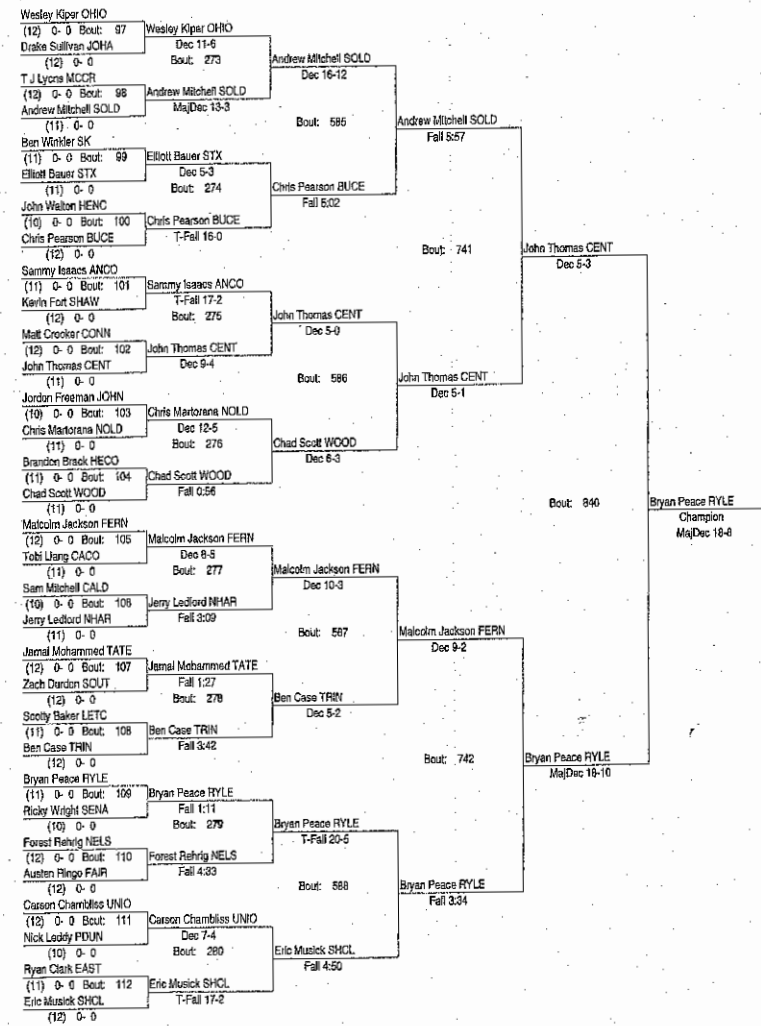 Wesley Kiper OHIO
(12) 0- 0 Bout: 97
Drake Sullivan JOHA
(12) 0- 0
T J Lyons MCCR
(12) 0- 0 Bout: 98
Andrew Mitchell SOLD
(11) 0- 0
Ben Winkler SK
(11) 0- 0 Bout: 99
Elliott Bauer STX
(11) 0- 0
John Walton HENC
(10) 0- 0 Bout: 100
Chris Pearson BUCE
(12) 0- 0
Sammy Isaacs ANCO
(11) 0- 0 Bout: 101
Kevin Fort SHAW
(12) 0- 0
Matt Crooker CONN
(12) 0- 0 Bout: 102
John Thomas CENT
(11) 0- 0
Jordon Freeman JOHN
(10) 0- 0 Bout: 103
Chris Martorana NOLD
(11) 0- 0
Brandon Brack HECO
(11) 0- 0 Bout: 104
Chad Scott WOOD
(11) 0- 0
Malcolm Jackson FERN
(12) 0- 0 Bout: 105
Tobi Uang CACO
(11) 0- 0
Sam Mitchell CALD
(10) 0- 0 Bout: 106
Jerry Ledford NHAR
(11) 0- 0
Jamal Mohammed TATE
(12) 0- 0 Bout: 107
Zach Durdon SOUT
(12) 0- 0
Scotty Baker LETC
(11) 0- 0 Bout: 108
Ben Case TRIN
(12) 0- 0
Bryan Peace RYLE
(11) 0- 0 Bout: 109
Ricky Wright SENA
(10) 0- 0
Forest Rehrig NELS
(12) 0- 0 Bout: 110
Austen Ringo FAIR
(12) 0- 0
Carson Chambliss UNIO
(12) 0- 0 Bout: 111
Nick Leddy PDUN
(10) 0- 0
Ryan Clark EAST
(11) 0- 0 Bout: 112
Eric Musick SHCL
(12) 0- 0
Wesley Kiper OHIO
Dec 11-6
Bout: 273
Andrew Mitchell SOLD
MajDec 13-3
Elliott Bauer STX
Dec 5-3
Bout: 274
Chris Pearson BUCE
T-Fall 16-0
Sammy Isaacs ANCO
T-Fall 17-2
Bout: 275
John Thomas CENT
Dec 9-4
Chris Martorana NOLD
Dec 12-5
Bout: 276
Chad Scott WOOD
Fall 0:56
Malcolm Jackson FERN
Dec 8-5
Bout: 277
Jerry Ledford NHAR
Fall 3:09
Jamal Mohammed TATE
Fall 1:27
Bout: 278
Ben Case TRIN
Fall 3:42
Bryan Peace RYLE
Fall 1:11
Bout: 279
Forest Rehrig NELS
Fall 4:33
Carson Chambliss UNIO
Dec 7-4
Bout: 280
Eric Musick SHCL
T-Fall 17-2
Andrew Mitchell SOLD
Dec 16-12
Bout: 585
Chris Pearson BUCE
Fall 5:02
John Thomas CENT
Dec 5-0
Bout: 586
Chad Scott WOOD
Dec 6-3
Malcolm Jackson FERN
Dec 10-3
Bout: 587
Ben Case TRIN
Dec 5-2
Bryan Peace RYLE
T-Fall 20-5
Bout: 588
Eric Musick SHCL
Fall 4:50
Andrew Mitchell SOLD
Fall 5:57
Bout: 741
John Thomas CENT
Dec 5-1
Malcolm Jackson FERN
Dec 9-2
Bout: 742
Bryan Peace RYLE
Fall 3:34
John Thomas CENT
Dec 5-3
Bout: 840
Bryan Peace RYLE
MajDec 18-10
Bryan Peace RYLE
Champion
MajDec 18-8